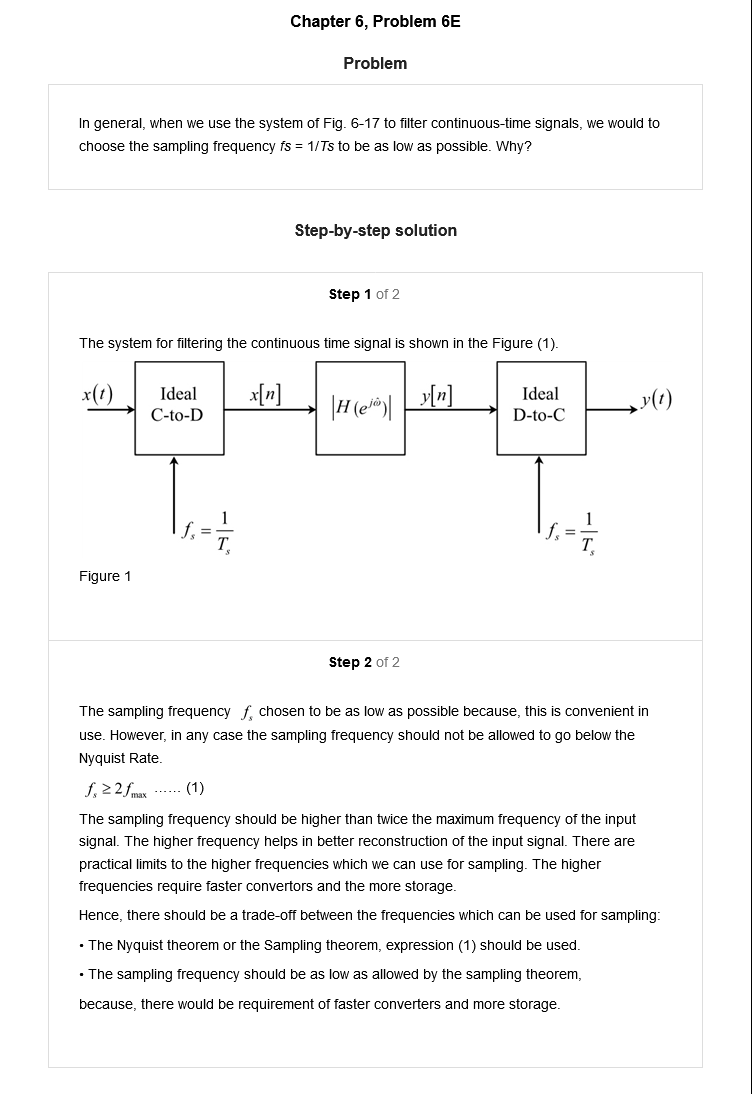 Chapter 6, Problem 6E
Problem
In general, when we use the system of Fig. 6-17 to filter continuous-time signals, we would to
choose the sampling frequency fs = 1/Ts to be as low as possible. Why?
Step-by-step solution
Step 1 of 2
The system for filtering the continuous time signal is shown in the Figure (1).
x(t) Ideal C-to-D x[n] |H(e^{jω̂})| y[n] Ideal D-to-C y(t)
f_s = 1/T_s f_s = 1/T_s
Figure 1
Step 2 of 2
The sampling frequency f_s chosen to be as low as possible because, this is convenient in
use. However, in any case the sampling frequency should not be allowed to go below the
Nyquist Rate.
f_s ≥ 2f_max ...... (1)
The sampling frequency should be higher than twice the maximum frequency of the input
signal. The higher frequency helps in better reconstruction of the input signal. There are
practical limits to the higher frequencies which we can use for sampling. The higher
frequencies require faster convertors and the more storage.
Hence, there should be a trade-off between the frequencies which can be used for sampling:
• The Nyquist theorem or the Sampling theorem, expression (1) should be used.
• The sampling frequency should be as low as allowed by the sampling theorem,
because, there would be requirement of faster converters and more storage.